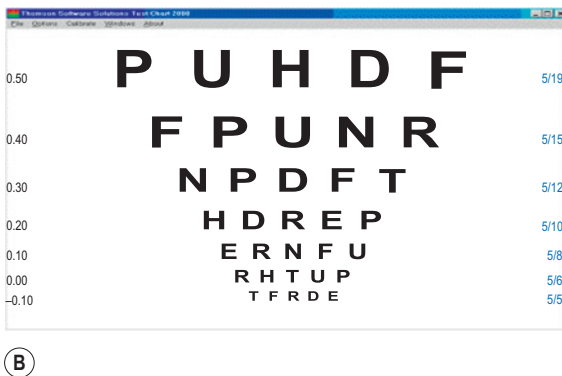 Thomson Software Solutions Test Chart 2000
File Options Calibrate Windows About
0.50 P U H D F 5/19
0.40 F P U N R 5/15
0.30 N P D F T 5/12
0.20 H D R E P 5/10
0.10 E R N F U 5/8
0.00 R H T U P 5/6
–0.10 T F R D E 5/5
B